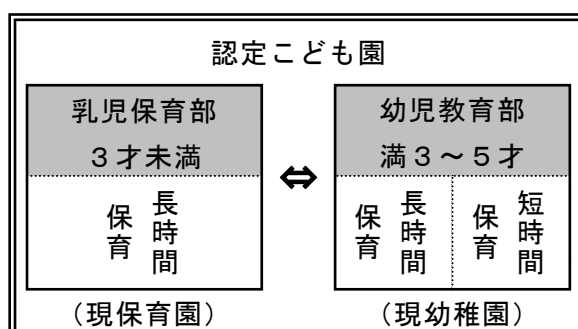 認定こども園
乳児保育部
３才未満
長時間
保育
⇔
幼児教育部
満３～５才
長時間
保育
短時間
保育
（現保育園）
（現幼稚園）